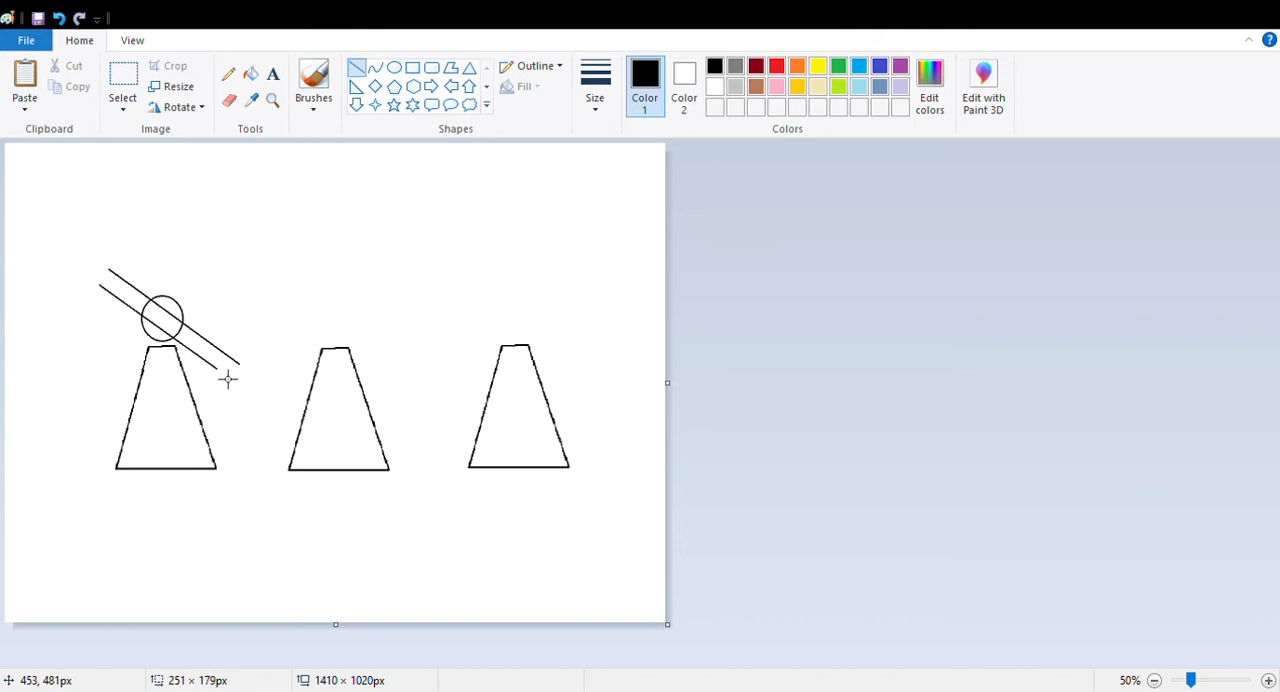 File Home View
Cut Crop Outline Fill
Copy Resize
Paste Select Rotate Brushes Size Color 1 Color 2 Edit colors Edit with Paint 3D
Clipboard Image Tools Shapes Colors
453, 481px 251 × 179px 1410 × 1020px 50%